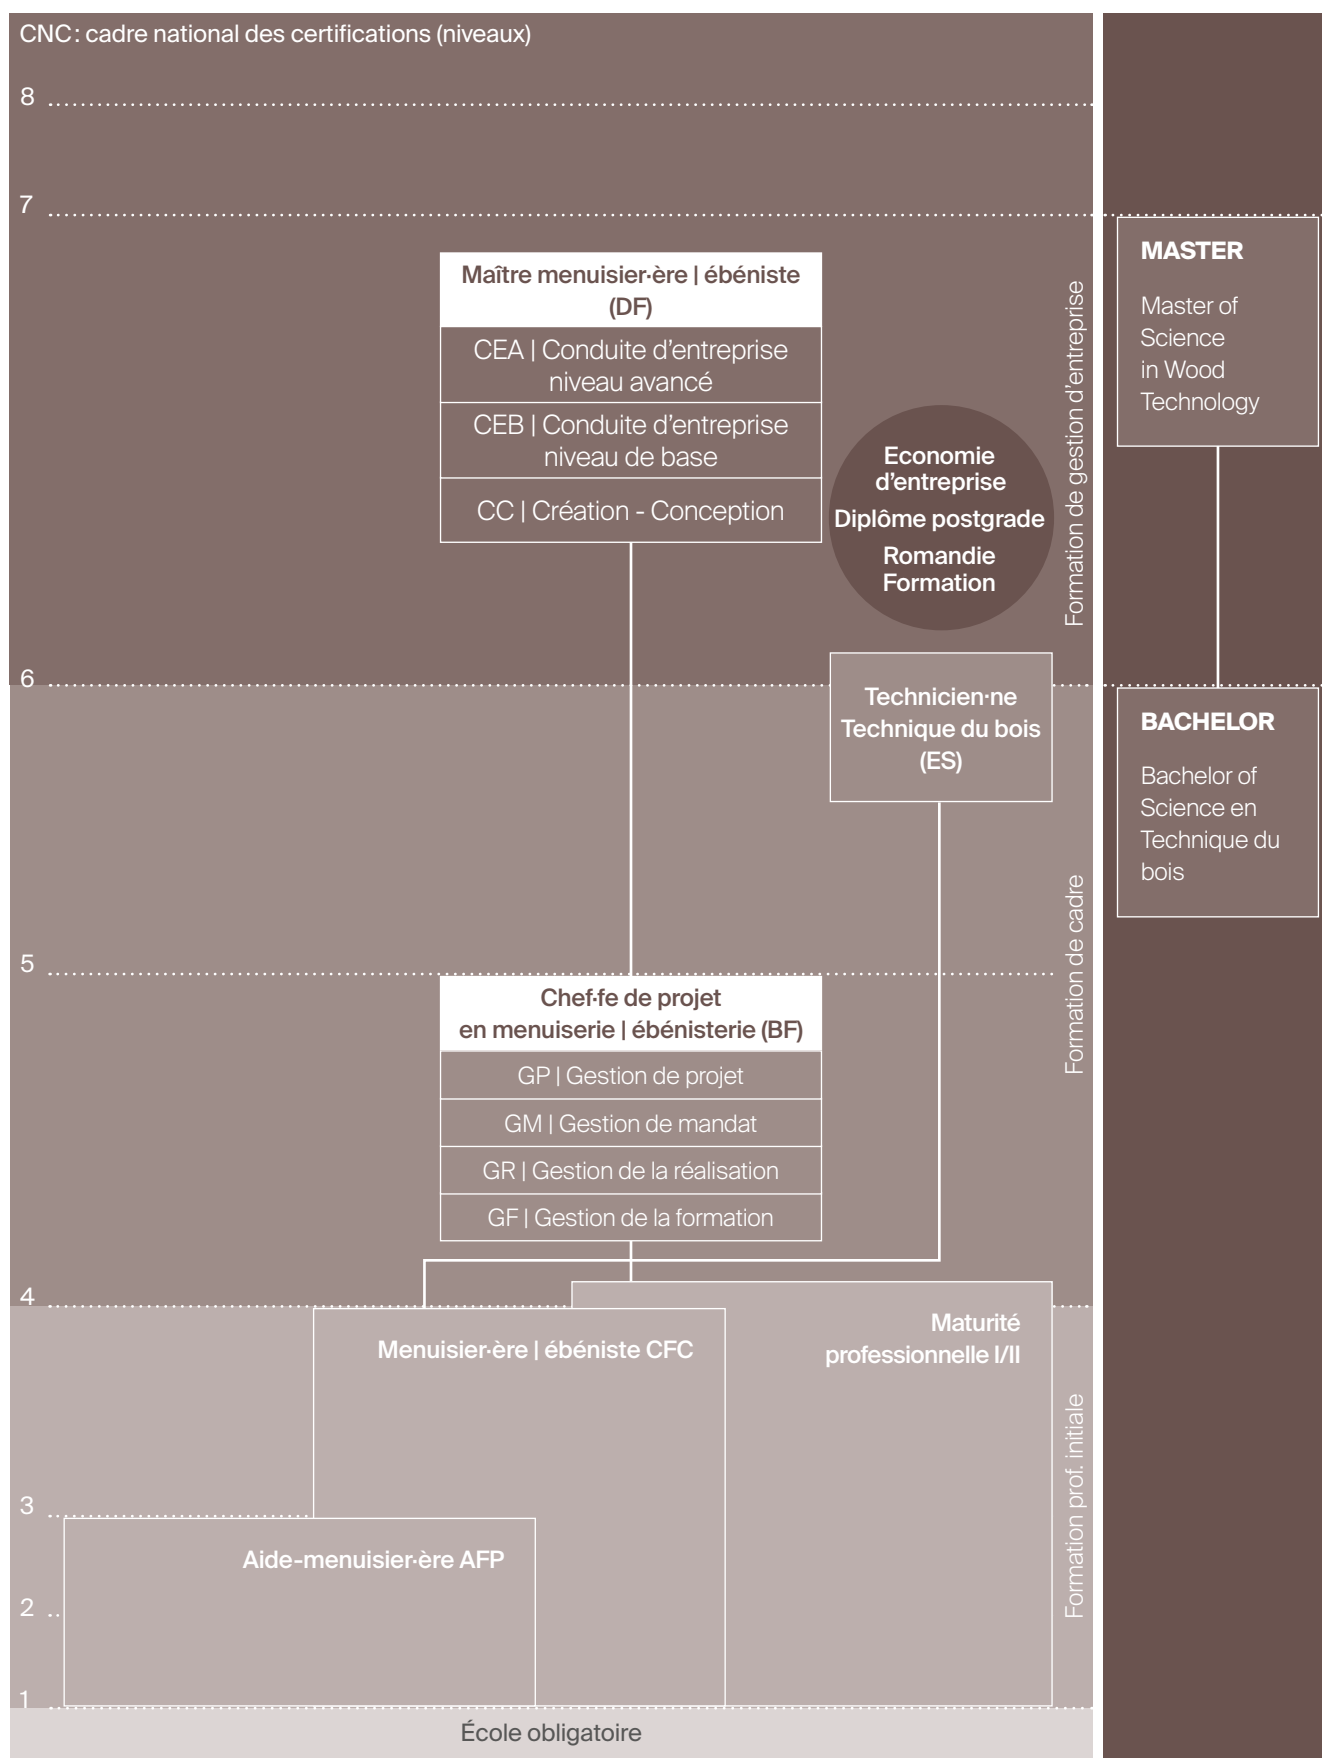 CNC : cadre national des certifications (niveaux)
8
7
Maître menuisier·ère | ébéniste
(DF)
CEA | Conduite d'entreprise
niveau avancé
CEB | Conduite d'entreprise
niveau de base
CC | Création - Conception
Economie
d'entreprise
Diplôme postgrade
Romandie
Formation
Formation de gestion d'entreprise
MASTER
Master of
Science
in Wood
Technology
6
Technicien·ne
Technique du bois
(ES)
BACHELOR
Bachelor of
Science en
Technique du
bois
Formation de cadre
5
Chef·fe de projet
en menuiserie | ébénisterie (BF)
GP | Gestion de projet
GM | Gestion de mandat
GR | Gestion de la réalisation
GF | Gestion de la formation
4
Menuisier·ère | ébéniste CFC
Maturité
professionnelle I/II
Formation prof. initiale
3
Aide-menuisier·ère AFP
2
1
École obligatoire